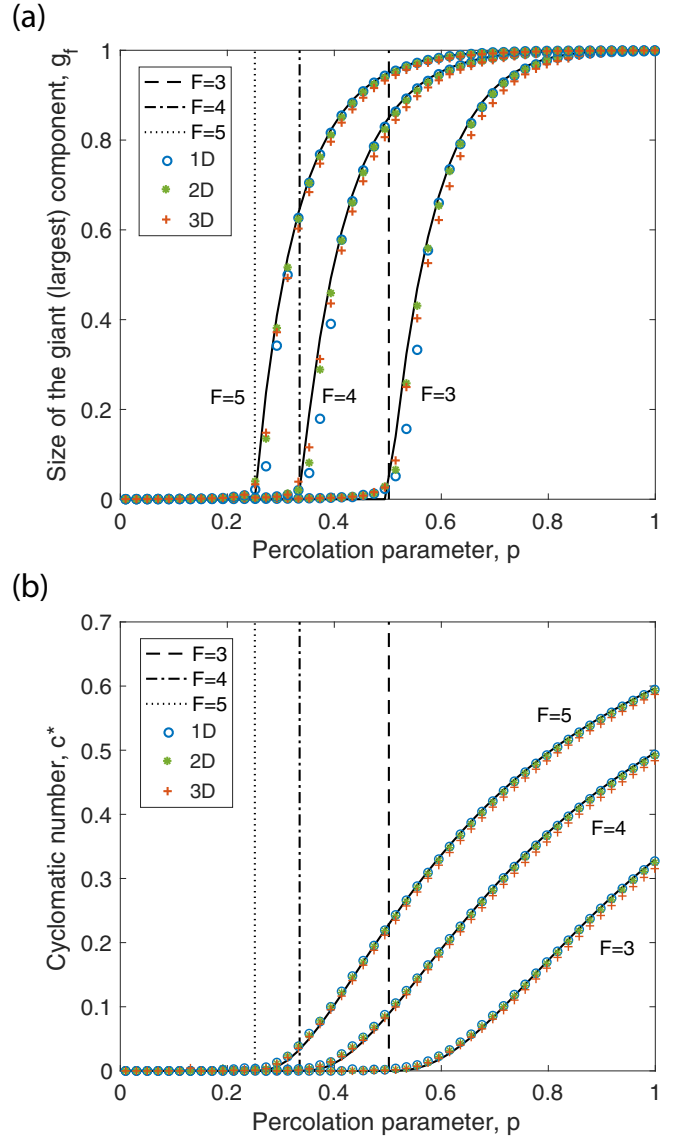 (a)
Size of the giant (largest) component, g_f
1
0.8
0.6
0.4
0.2
0
F=3
F=4
F=5
1D
2D
3D
F=5
F=4
F=3
0 0.2 0.4 0.6 0.8 1
Percolation parameter, p
(b)
Cyclomatic number, c*
0.7
0.6
0.5
0.4
0.3
0.2
0.1
0
F=3
F=4
F=5
1D
2D
3D
F=5
F=4
F=3
0 0.2 0.4 0.6 0.8 1
Percolation parameter, p